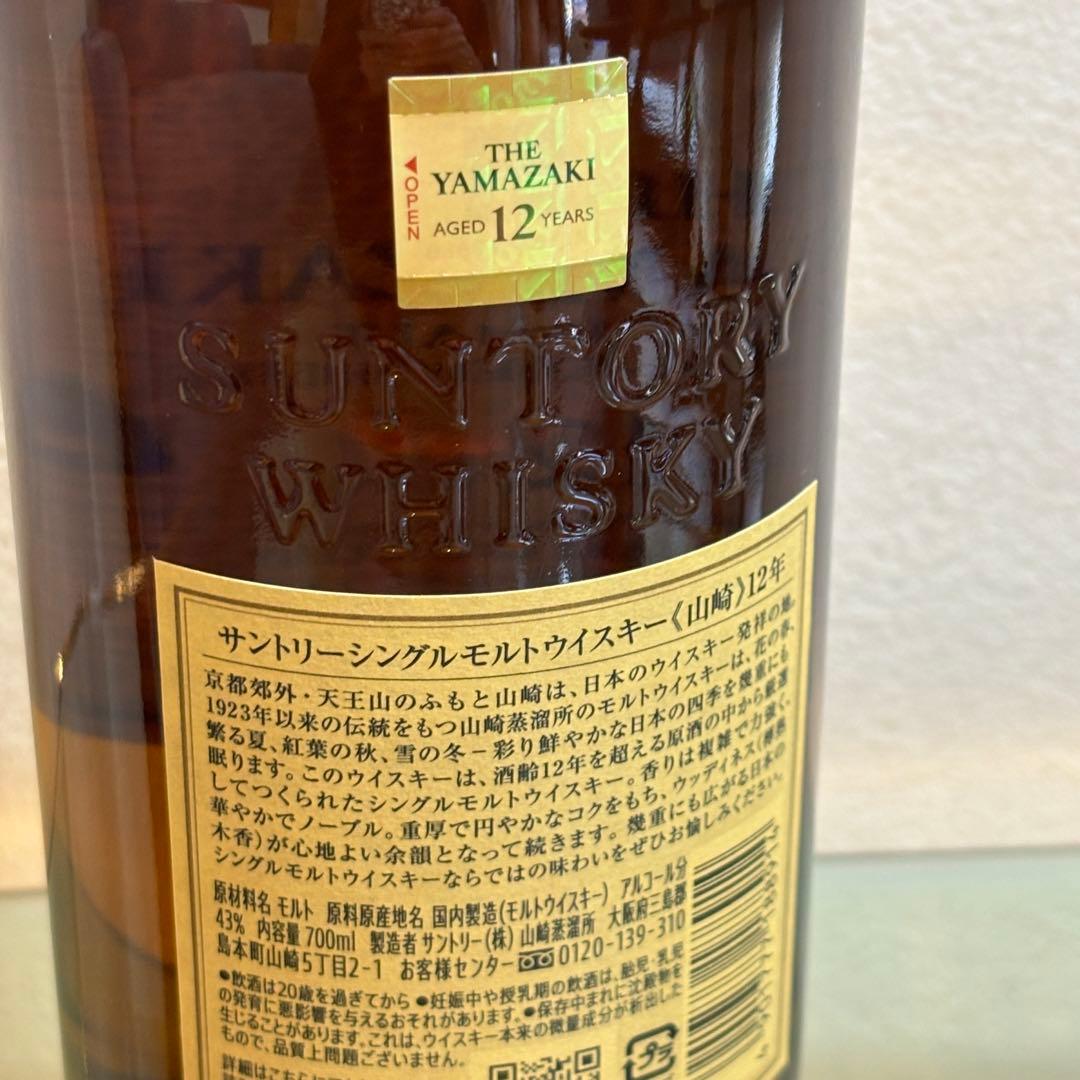 OPEN
THE
YAMAZAKI
AGED 12 YEARS
SUNTORY
WHISKY
サントリーシングルモルトウイスキー《山崎》12年
京都郊外・天王山のふもと山崎は、日本のウイスキー発祥の地。
1923年以来の伝統をもつ山崎蒸溜所のモルトウイスキーは、花の春、
繁る夏、紅葉の秋、雪の冬－彩り鮮やかな日本の四季を幾重にも
眠ります。このウイスキーは、酒齢12年を超える原酒の中から厳選
してつくられたシングルモルトウイスキー。香りは複雑で力強く、
華やかでノーブル。重厚で円やかなコクをもち、ウッディネス(樽熟
木香)が心地よい余韻となって続きます。幾重にも広がる日本の
シングルモルトウイスキーならではの味わいをぜひお愉しみください。
原材料名 モルト 原料原産地名 国内製造(モルトウイスキー) アルコール分
43% 内容量 700ml 製造者 サントリー(株) 山崎蒸溜所 大阪府三島郡
島本町山崎5丁目2-1 お客様センター 0120-139-310
●飲酒は20歳を過ぎてから ●妊娠中や授乳期の飲酒は、胎児・乳児
の発育に悪影響を与えるおそれがあります。●保存中まれに沈殿物を
生じることがあります。これは、ウイスキー本来の微量成分が析出した
もので、品質上問題ございません。
詳細はこちら
プラ